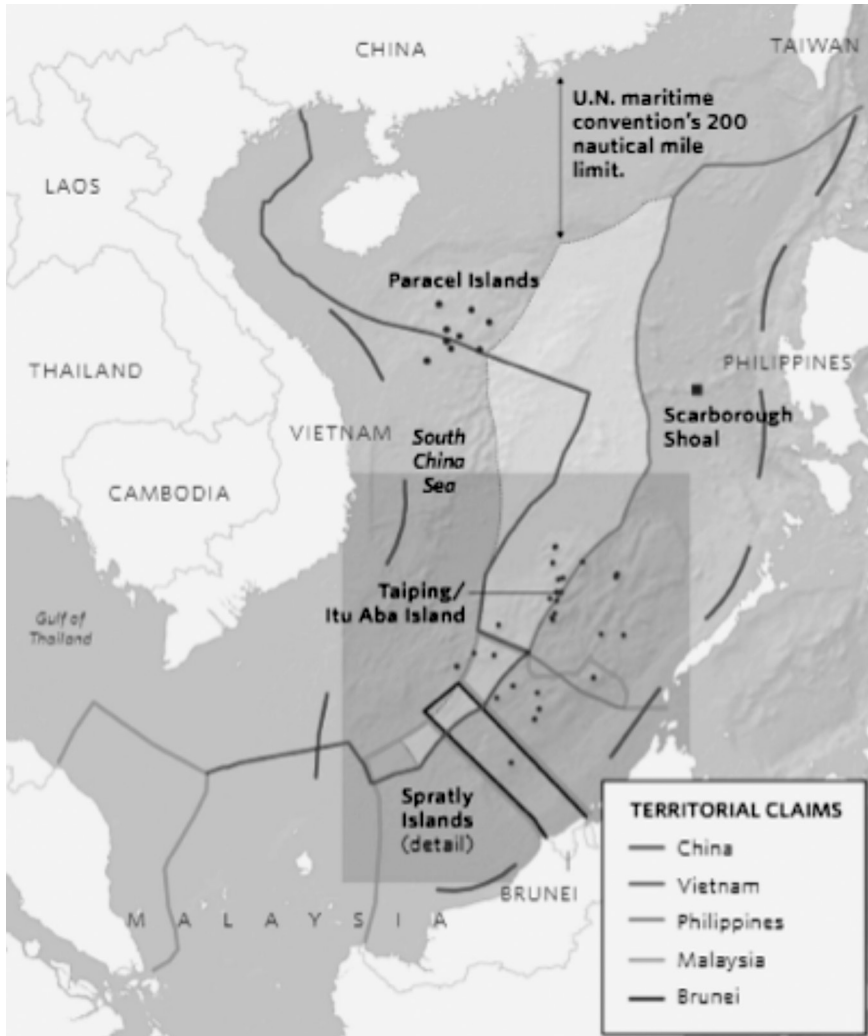 CHINA
TAIWAN
U.N. maritime
convention's 200
nautical mile
limit.
LAOS
Paracel Islands
THAILAND
PHILIPPINES
Scarborough
Shoal
VIETNAM
South
China
Sea
CAMBODIA
Taiping/
Itu Aba Island
Gulf of
Thailand
Spratly
Islands
(detail)
BRUNEI
MALAYSIA
TERRITORIAL CLAIMS
China
Vietnam
Philippines
Malaysia
Brunei